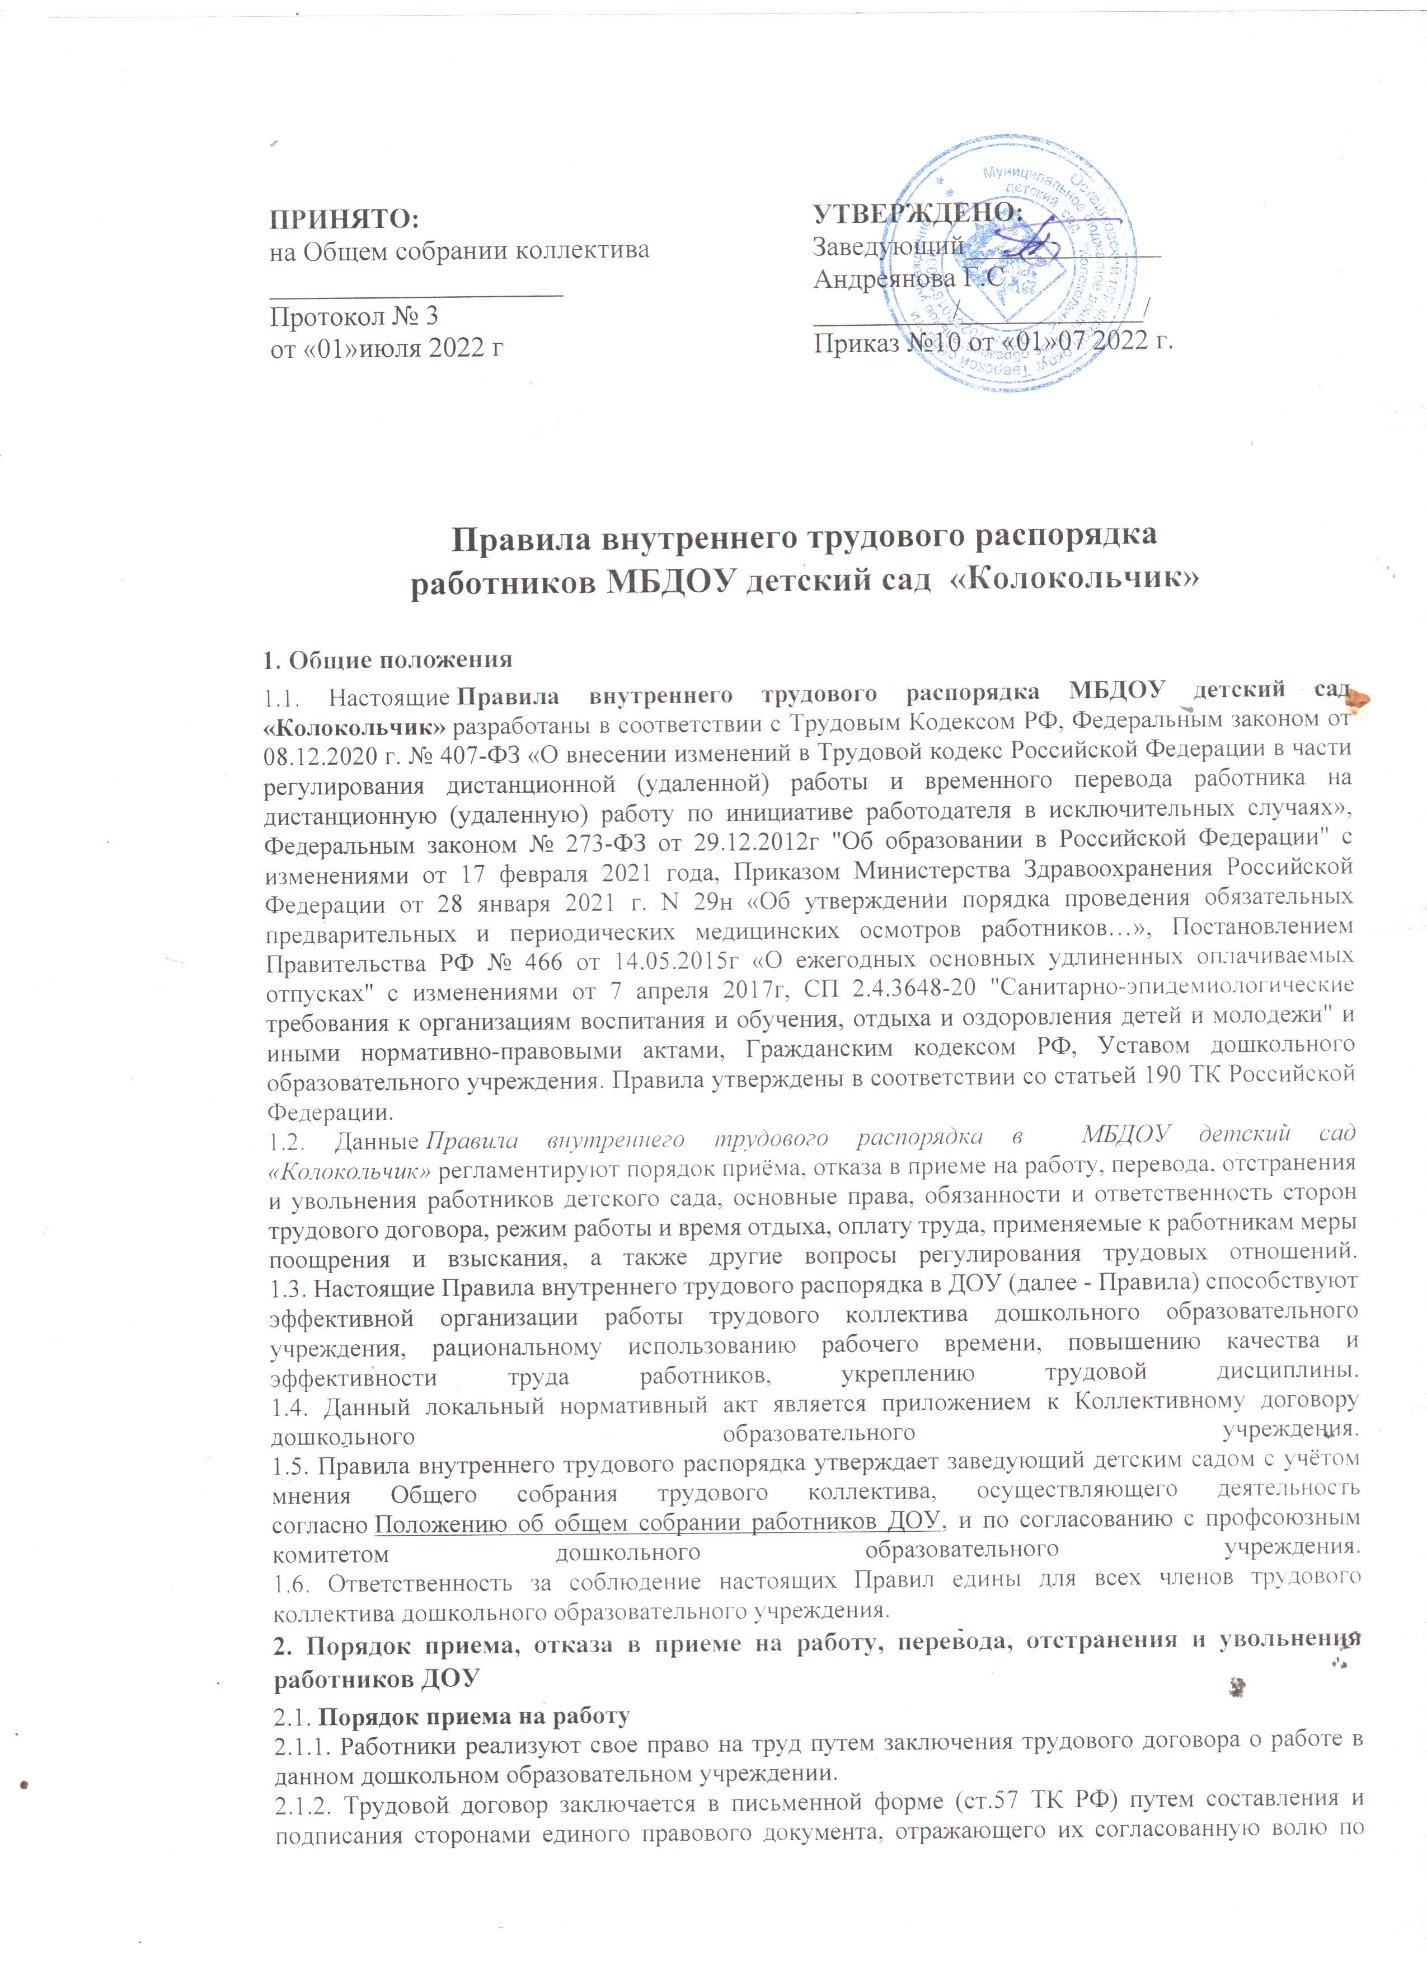 ПРИНЯТО:
на Общем собрании коллектива
Протокол № 3
от «01»июля 2022 г
УТВЕРЖДЕНО:
Заведующий
Андреянова Г.С
/ /
Приказ №10 от «01»07 2022 г.
Муниципальное
детский сад
Правила внутреннего трудового распорядка
работников МБДОУ детский сад «Колокольчик»
1. Общие положения
1.1. Настоящие Правила внутреннего трудового распорядка МБДОУ детский сад
«Колокольчик» разработаны в соответствии с Трудовым Кодексом РФ, Федеральным законом от
08.12.2020 г. № 407-ФЗ «О внесении изменений в Трудовой кодекс Российской Федерации в части
регулирования дистанционной (удаленной) работы и временного перевода работника на
дистанционную (удаленную) работу по инициативе работодателя в исключительных случаях»,
Федеральным законом № 273-ФЗ от 29.12.2012г "Об образовании в Российской Федерации" с
изменениями от 17 февраля 2021 года, Приказом Министерства Здравоохранения Российской
Федерации от 28 января 2021 г. N 29н «Об утверждении порядка проведения обязательных
предварительных и периодических медицинских осмотров работников…», Постановлением
Правительства РФ № 466 от 14.05.2015г «О ежегодных основных удлиненных оплачиваемых
отпусках" с изменениями от 7 апреля 2017г, СП 2.4.3648-20 "Санитарно-эпидемиологические
требования к организациям воспитания и обучения, отдыха и оздоровления детей и молодежи" и
иными нормативно-правовыми актами, Гражданским кодексом РФ, Уставом дошкольного
образовательного учреждения. Правила утверждены в соответствии со статьей 190 ТК Российской
Федерации.
1.2. Данные Правила внутреннего трудового распорядка в МБДОУ детский сад
«Колокольчик» регламентируют порядок приёма, отказа в приеме на работу, перевода, отстранения
и увольнения работников детского сада, основные права, обязанности и ответственность сторон
трудового договора, режим работы и время отдыха, оплату труда, применяемые к работникам меры
поощрения и взыскания, а также другие вопросы регулирования трудовых отношений.
1.3. Настоящие Правила внутреннего трудового распорядка в ДОУ (далее - Правила) способствуют
эффективной организации работы трудового коллектива дошкольного образовательного
учреждения, рациональному использованию рабочего времени, повышению качества и
эффективности труда работников, укреплению трудовой дисциплины.
1.4. Данный локальный нормативный акт является приложением к Коллективному договору
дошкольного образовательного учреждения.
1.5. Правила внутреннего трудового распорядка утверждает заведующий детским садом с учётом
мнения Общего собрания трудового коллектива, осуществляющего деятельность
согласно Положению об общем собрании работников ДОУ, и по согласованию с профсоюзным
комитетом дошкольного образовательного учреждения.
1.6. Ответственность за соблюдение настоящих Правил едины для всех членов трудового
коллектива дошкольного образовательного учреждения.
2. Порядок приема, отказа в приеме на работу, перевода, отстранения и увольнения
работников ДОУ
2.1. Порядок приема на работу
2.1.1. Работники реализуют свое право на труд путем заключения трудового договора о работе в
данном дошкольном образовательном учреждении.
2.1.2. Трудовой договор заключается в письменной форме (ст.57 ТК РФ) путем составления и
подписания сторонами единого правового документа, отражающего их согласованную волю по